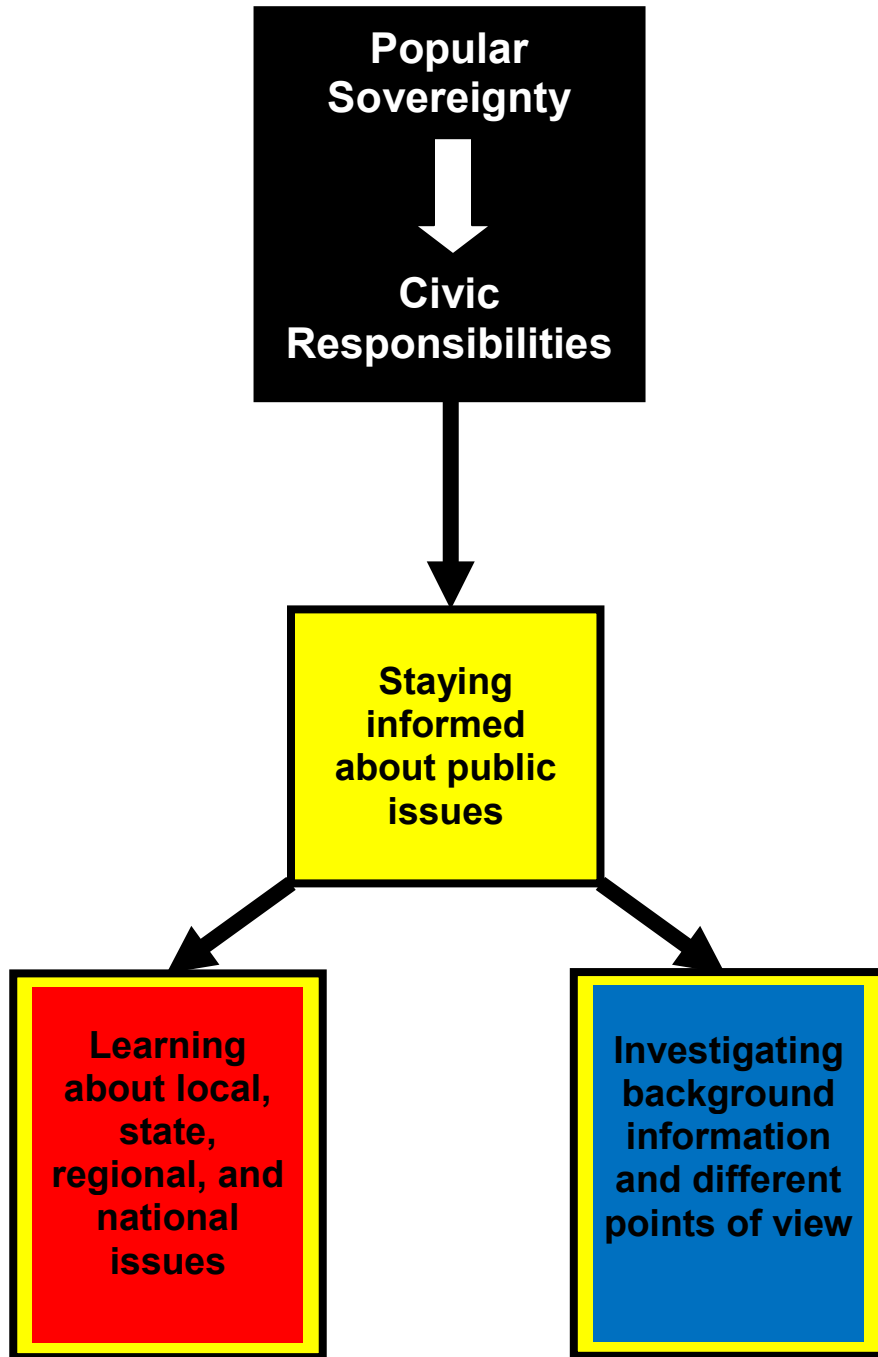 Popular
Sovereignty
Civic
Responsibilities
Staying
informed
about public
issues
Learning
about local,
state,
regional, and
national
issues
Investigating
background
information
and different
points of view